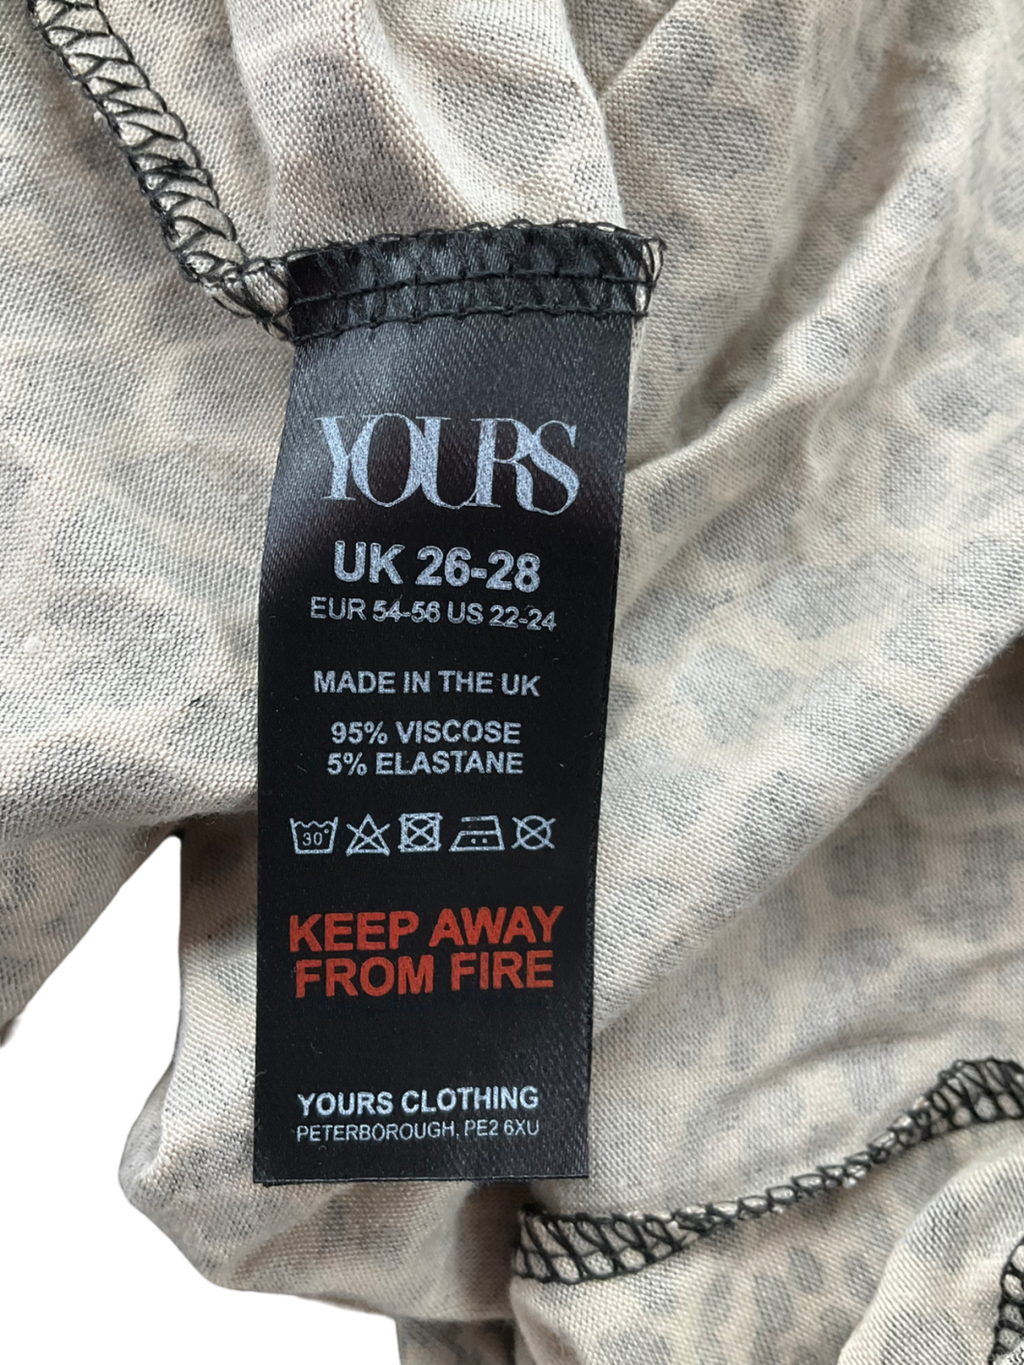 YOURS
UK 26-28
EUR 54-56 US 22-24
MADE IN THE UK
95% VISCOSE
5% ELASTANE
30°
KEEP AWAY
FROM FIRE
YOURS CLOTHING
PETERBOROUGH, PE2 6XU